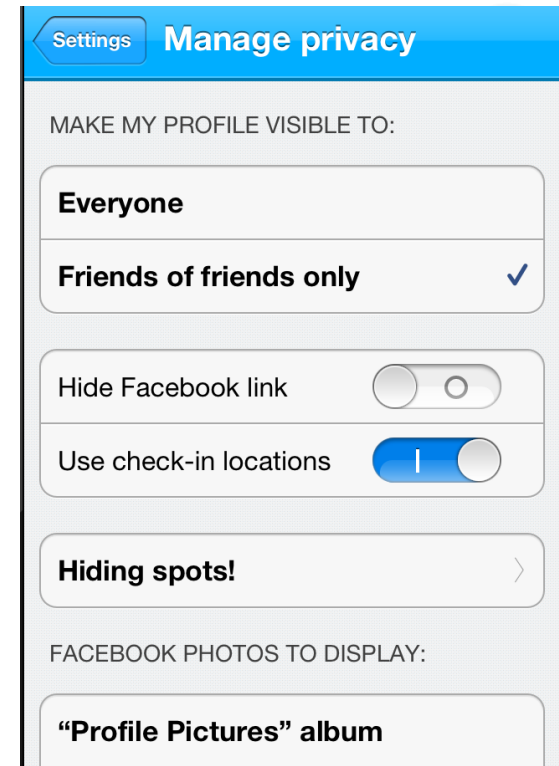 Settings
Manage privacy
MAKE MY PROFILE VISIBLE TO:
Everyone
Friends of friends only
Hide Facebook link
Use check-in locations
Hiding spots!
FACEBOOK PHOTOS TO DISPLAY:
“Profile Pictures” album